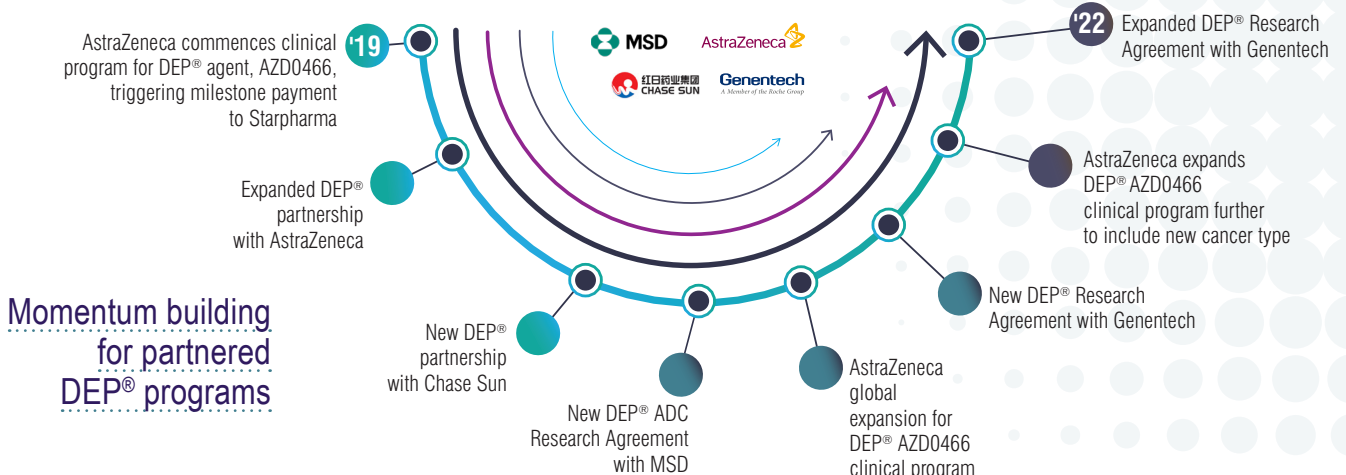 AstraZeneca commences clinical
program for DEP® agent, AZD0466,
triggering milestone payment
to Starpharma
'19
Expanded DEP®
partnership
with AstraZeneca
New DEP®
partnership
with Chase Sun
New DEP® ADC
Research Agreement
with MSD
AstraZeneca
global
expansion for
DEP® AZD0466
clinical program
New DEP® Research
Agreement with Genentech
AstraZeneca expands
DEP® AZD0466
clinical program further
to include new cancer type
'22
Expanded DEP® Research
Agreement with Genentech
MSD
AstraZeneca
红日药业集团
CHASE SUN
Genentech
A Member of the Roche Group
Momentum building
for partnered
DEP® programs